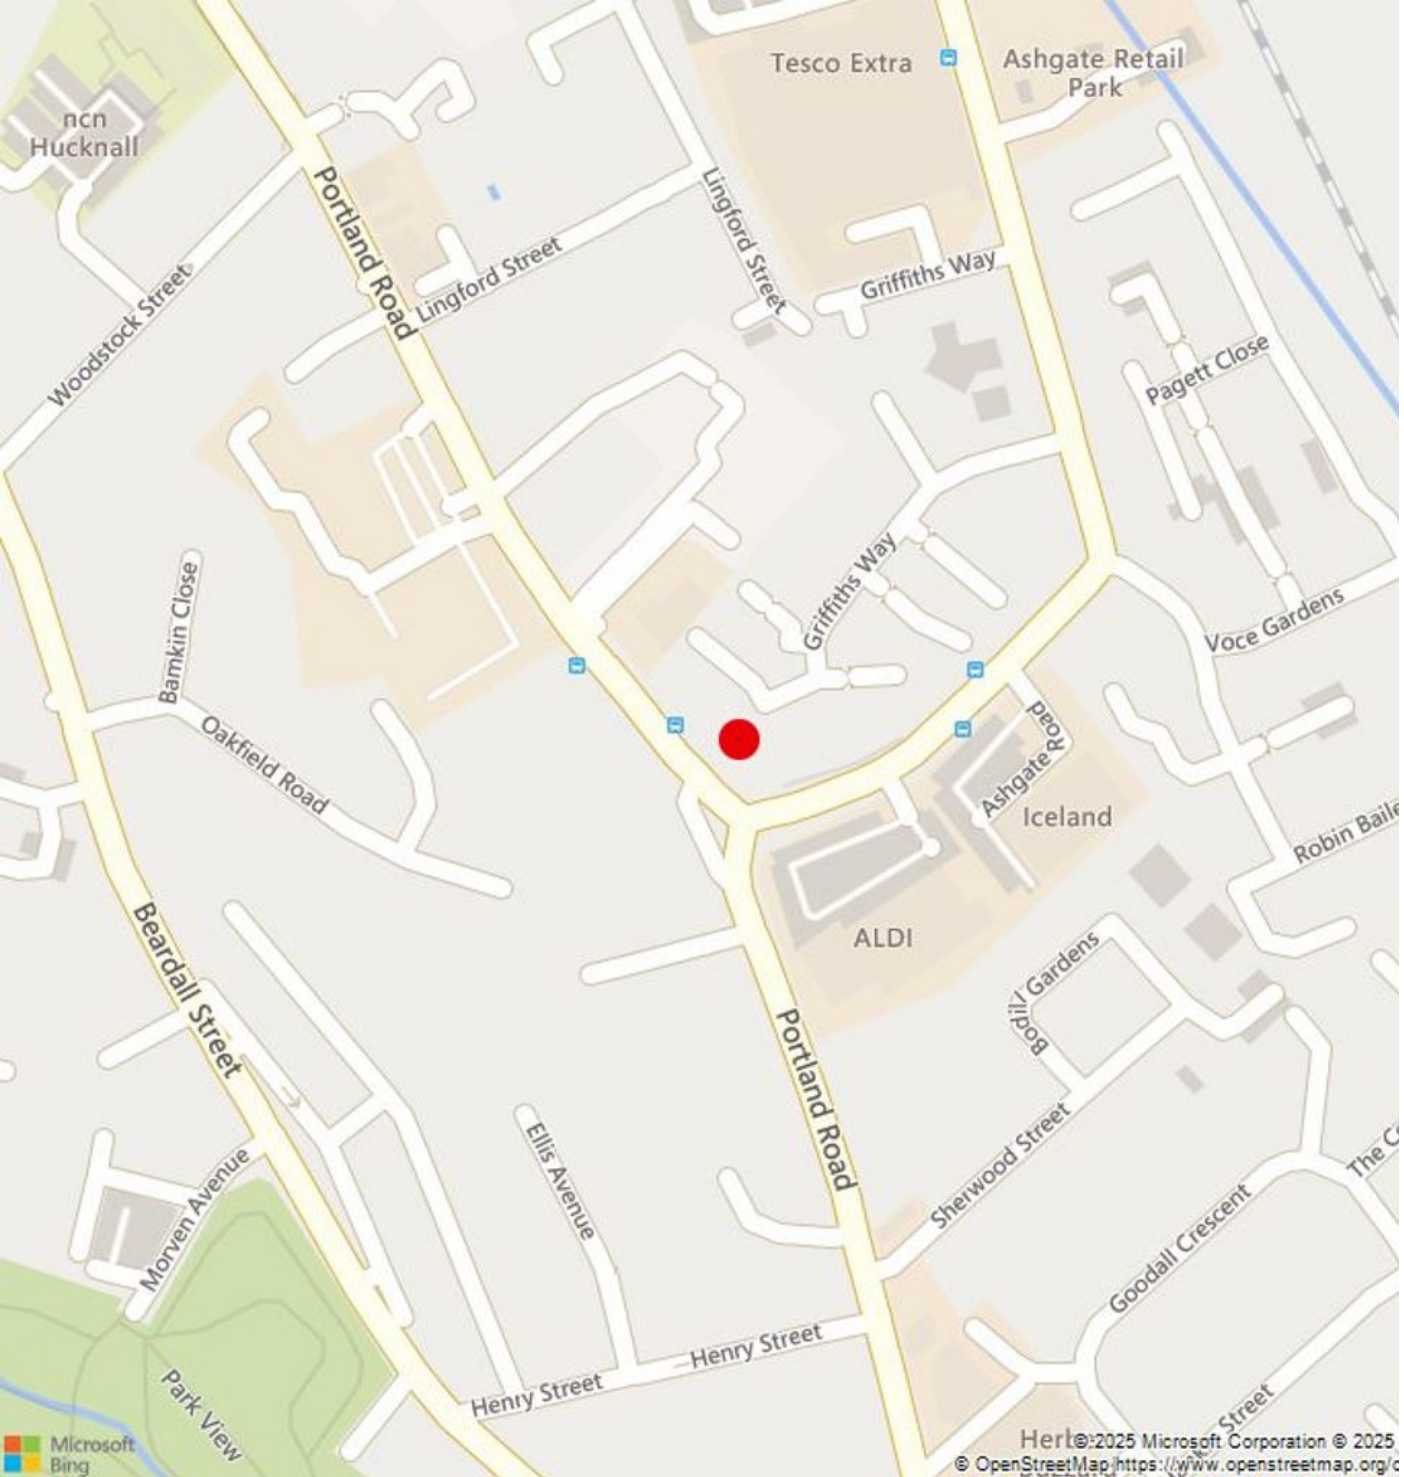 Tesco Extra
Ashgate Retail
Park
ncn
Hucknall
Portland Road
Lingford Street
Lingford Street
Griffiths Way
Woodstock Street
Pagett Close
Griffiths Way
Bamkin Close
Voce Gardens
Oakfield Road
Ashgate Road
Iceland
Robin Baile
ALDI
Beardall Street
Bodill Gardens
Portland Road
Sherwood Street
The C
Ellis Avenue
Morven Avenue
Goodall Crescent
Henry Street
Henry Street
Park View
Street
Microsoft
Bing
© 2025 Microsoft Corporation © 2025
© OpenStreetMap https://www.openstreetmap.org/c